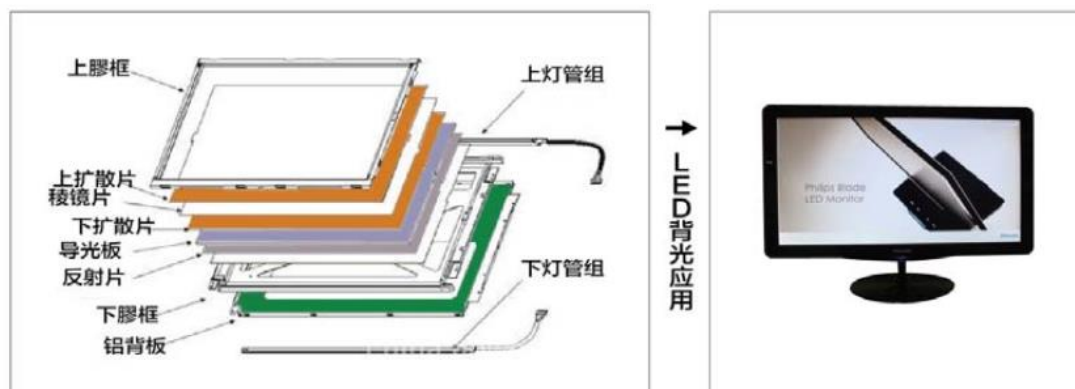 上膠框
上灯管组
上扩散片
稜镜片
下扩散片
导光板
反射片
下灯管组
下膠框
铝背板
LED背光应用
Philips Blade
LED Monitor